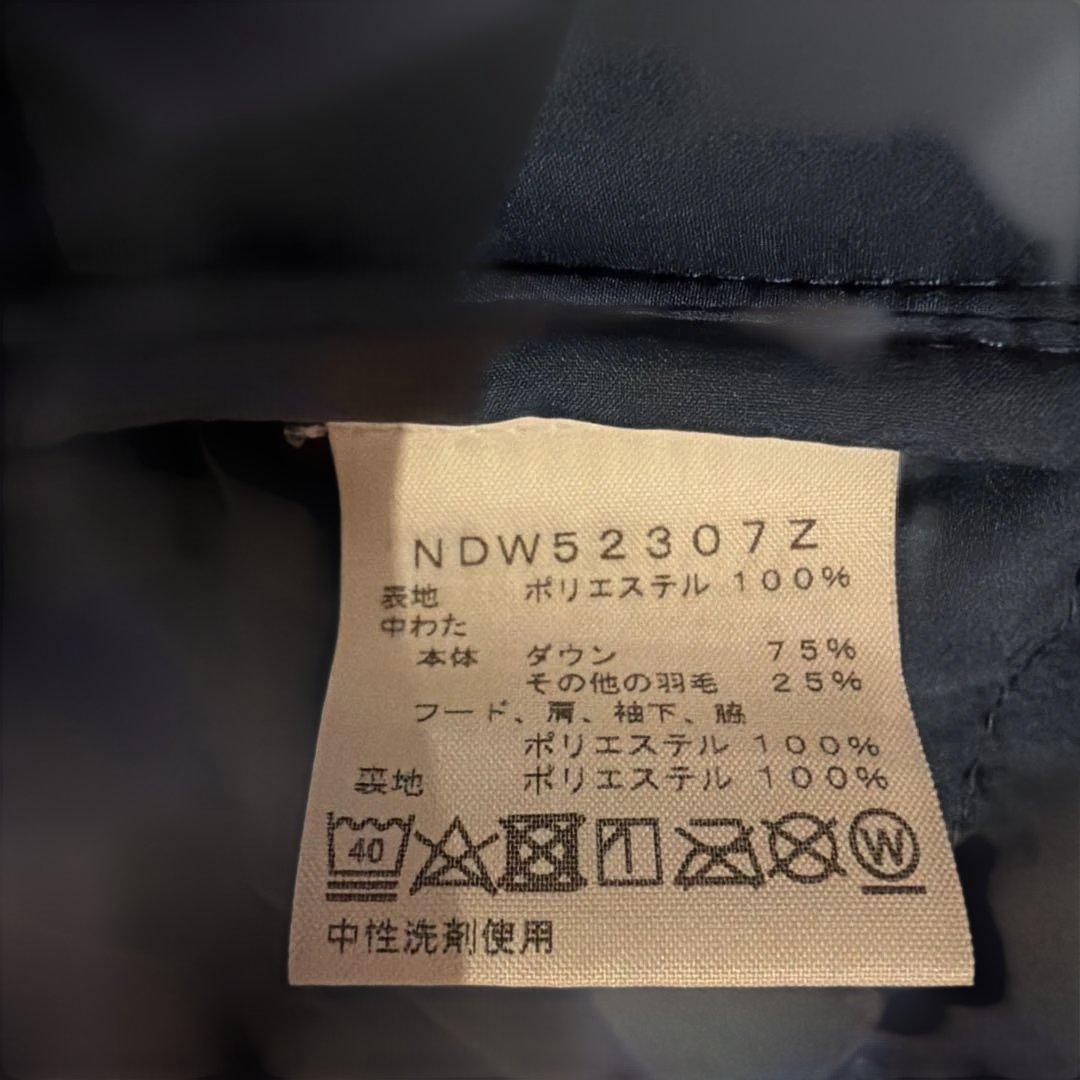 NDW52307Z
表地 ポリエステル 100%
中わた
本体 ダウン 75%
その他の羽毛 25%
フード、肩、袖下、脇
ポリエステル 100%
裏地 ポリエステル 100%
40 W
中性洗剤使用